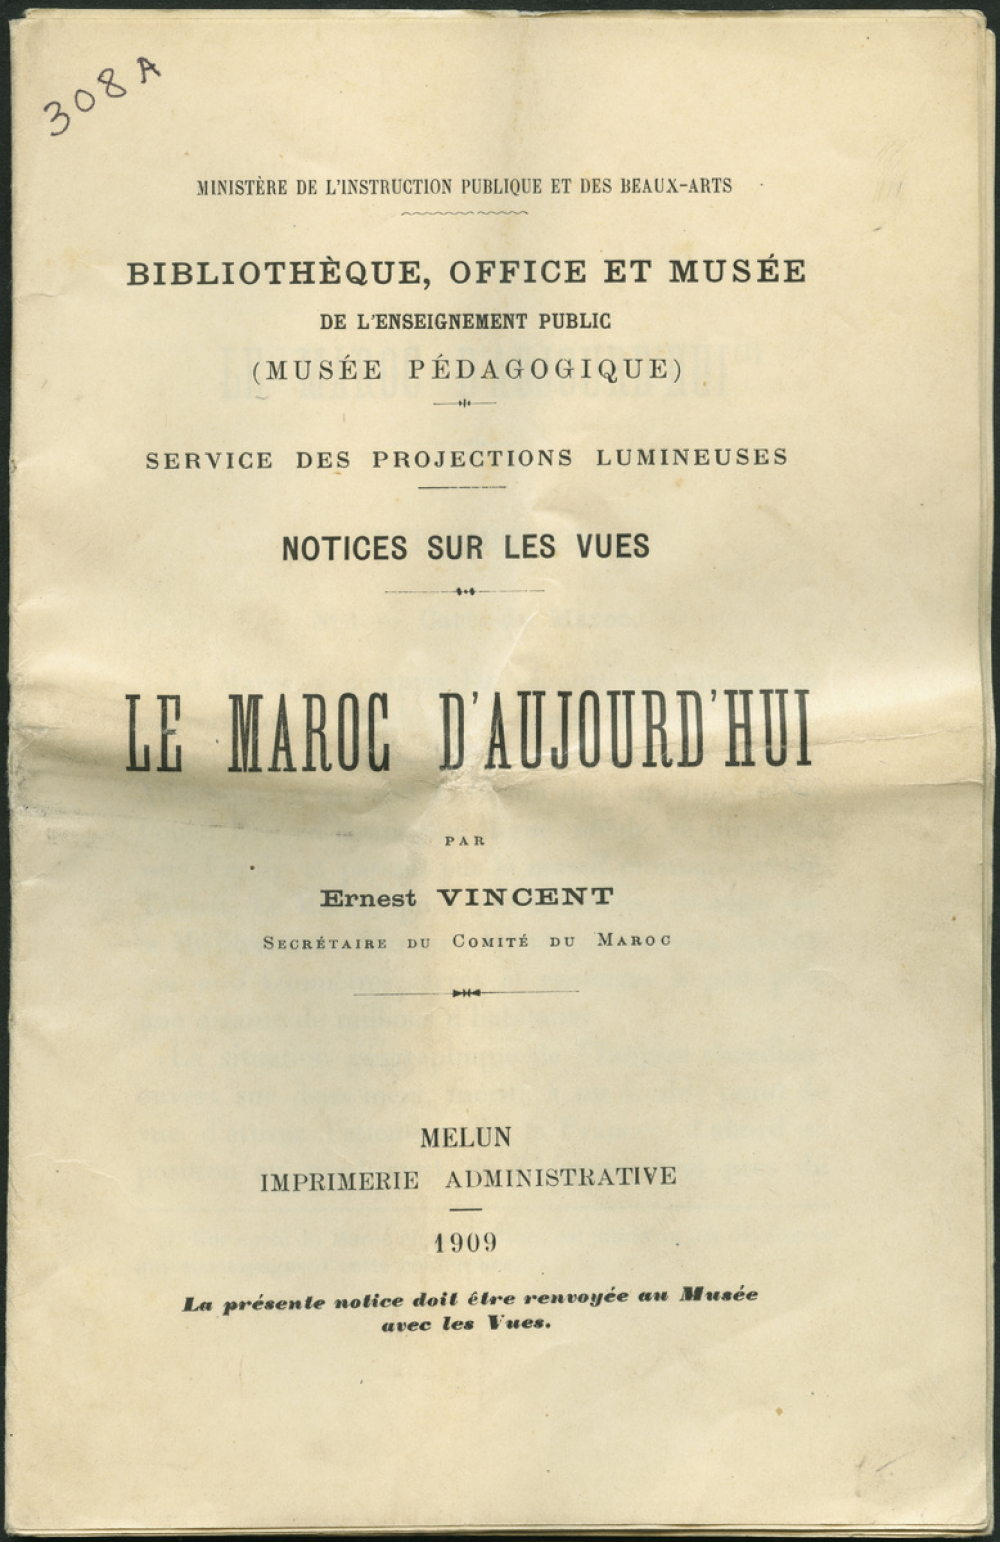 308 A
MINISTÈRE DE L'INSTRUCTION PUBLIQUE ET DES BEAUX-ARTS
BIBLIOTHÈQUE, OFFICE ET MUSÉE
DE L'ENSEIGNEMENT PUBLIC
(MUSÉE PÉDAGOGIQUE)
SERVICE DES PROJECTIONS LUMINEUSES
NOTICES SUR LES VUES
LE MAROC D'AUJOURD'HUI
PAR
Ernest VINCENT
SECRÉTAIRE DU COMITÉ DU MAROC
MELUN
IMPRIMERIE ADMINISTRATIVE
1909
La présente notice doit être renvoyée au Musée
avec les Vues.